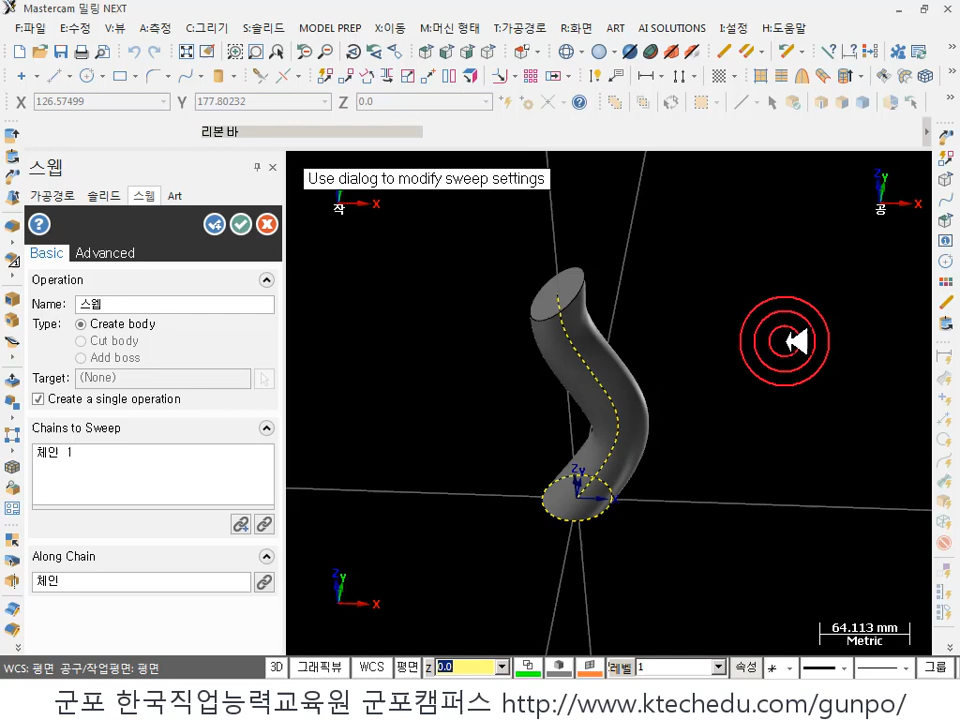 Mastercam 밀링 NEXT
F:파일 E:수정 V:뷰 A:측정 C:그리기 S:솔리드 MODEL PREP X:이동 M:머신 형태 T:가공경로 R:화면 ART AI SOLUTIONS I:설정 H:도움말
X 126.57499 Y 177.80232 Z 0.0
리본 바
스윕
가공경로 솔리드 스윕 Art
Basic Advanced
Operation
Name: 스윕
Type: Create body
Cut body
Add boss
Target: (None)
Create a single operation
Chains to Sweep
체인 1
Along Chain
체인
Use dialog to modify sweep settings
작 X
Y
공 X
Z Y
Z
Y
X
64.113 mm
Metric
WCS: 평면 공구/작업평면: 평면 3D 그래픽뷰 WCS 평면 Z 0.0 레벨 1 속성 그룹
군포 한국직업능력교육원 군포캠퍼스 http://www.ktechedu.com/gunpo/